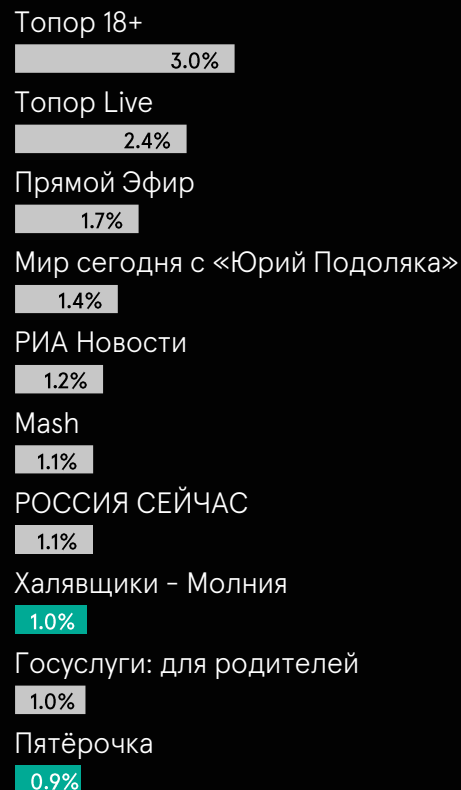 Топор 18+
3.0%
Топор Live
2.4%
Прямой Эфир
1.7%
Мир сегодня с «Юрий Подоляка»
1.4%
РИА Новости
1.2%
Mash
1.1%
РОССИЯ СЕЙЧАС
1.1%
Халявщики - Молния
1.0%
Госуслуги: для родителей
1.0%
Пятёрочка
0.9%